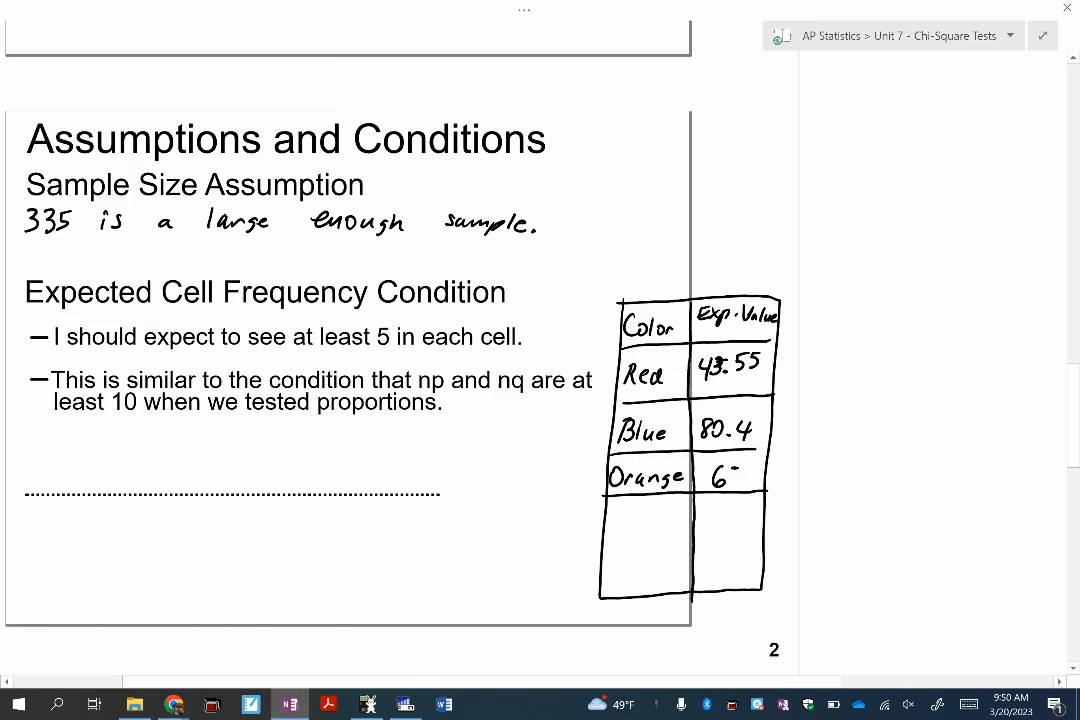 ...
AP Statistics > Unit 7 - Chi-Square Tests
Assumptions and Conditions
Sample Size Assumption
335 is a large enough sample.
Expected Cell Frequency Condition
– I should expect to see at least 5 in each cell.
– This is similar to the condition that np and nq are at
least 10 when we tested proportions.
Color Exp. Value
Red 43.55
Blue 80.4
Orange 6
2
49°F
9:50 AM
3/20/2023